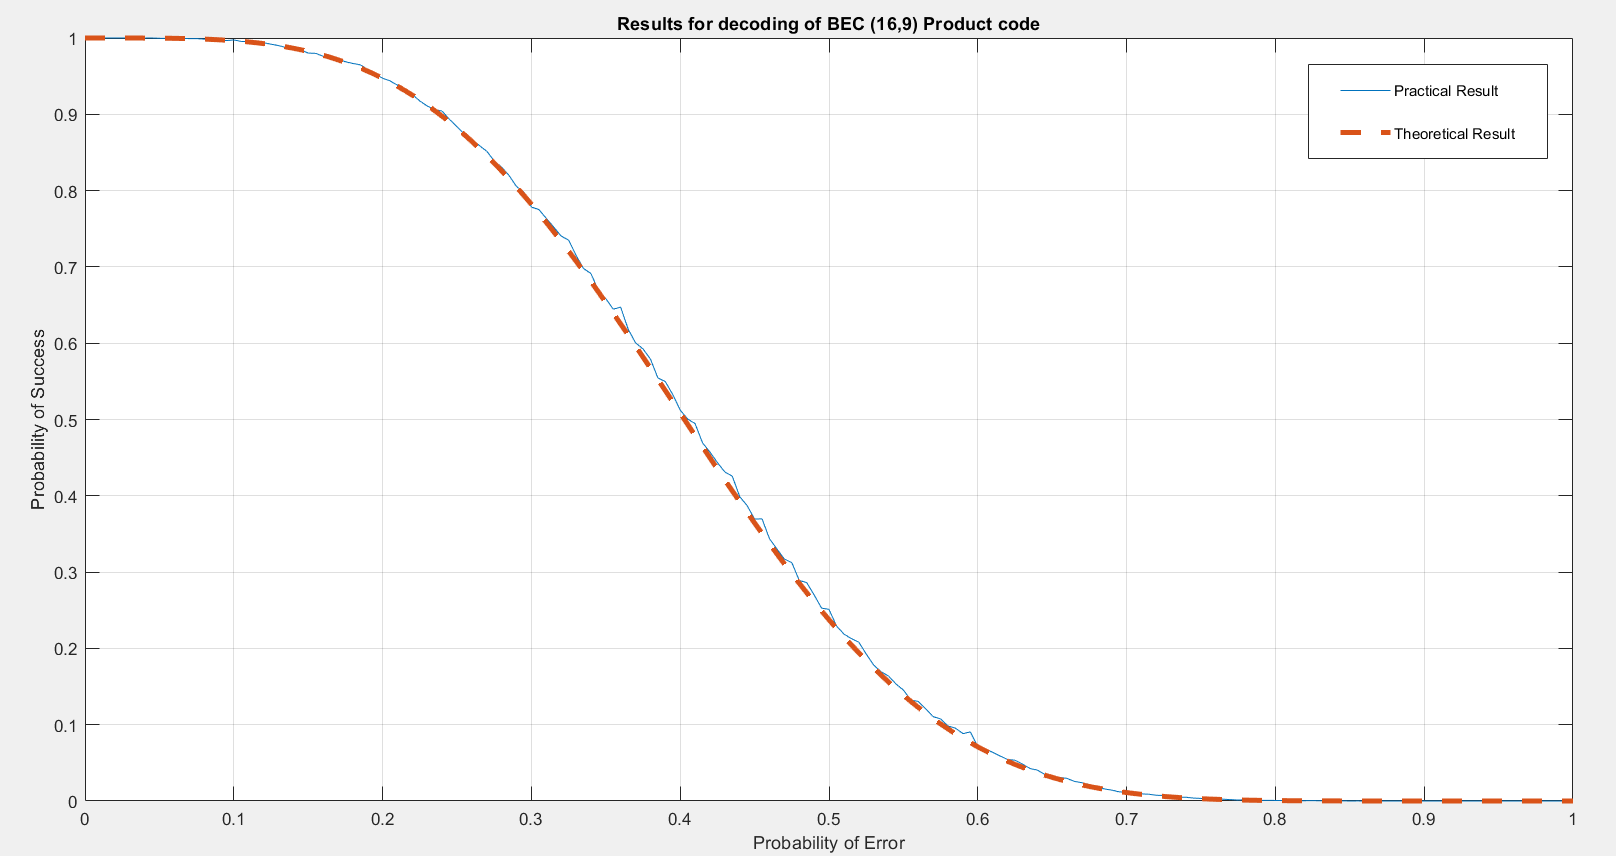 Results for decoding of BEC (16,9) Product code
Practical Result
Theoretical Result
Probability of Success
1
0.9
0.8
0.7
0.6
0.5
0.4
0.3
0.2
0.1
0
0 0.1 0.2 0.3 0.4 0.5 0.6 0.7 0.8 0.9 1
Probability of Error